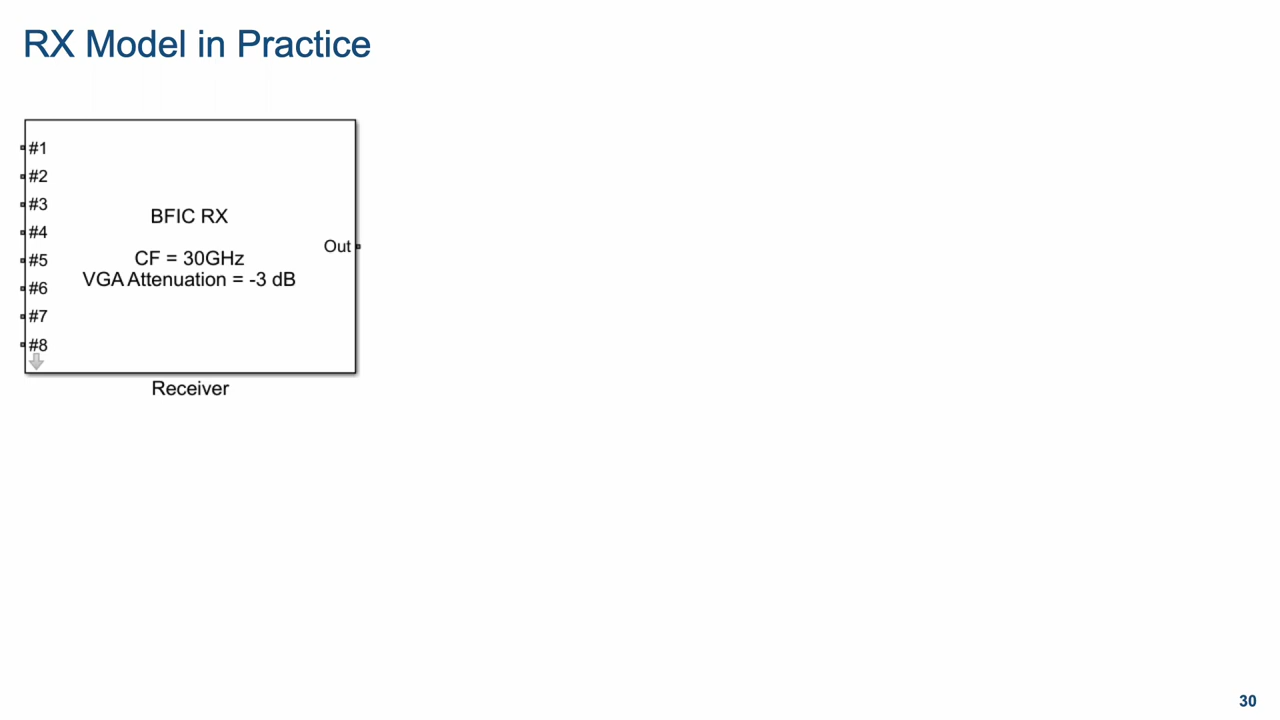 RX Model in Practice
#1
#2
#3
#4
#5
#6
#7
#8
BFIC RX
CF = 30GHz
VGA Attenuation = -3 dB
Out
Receiver
30